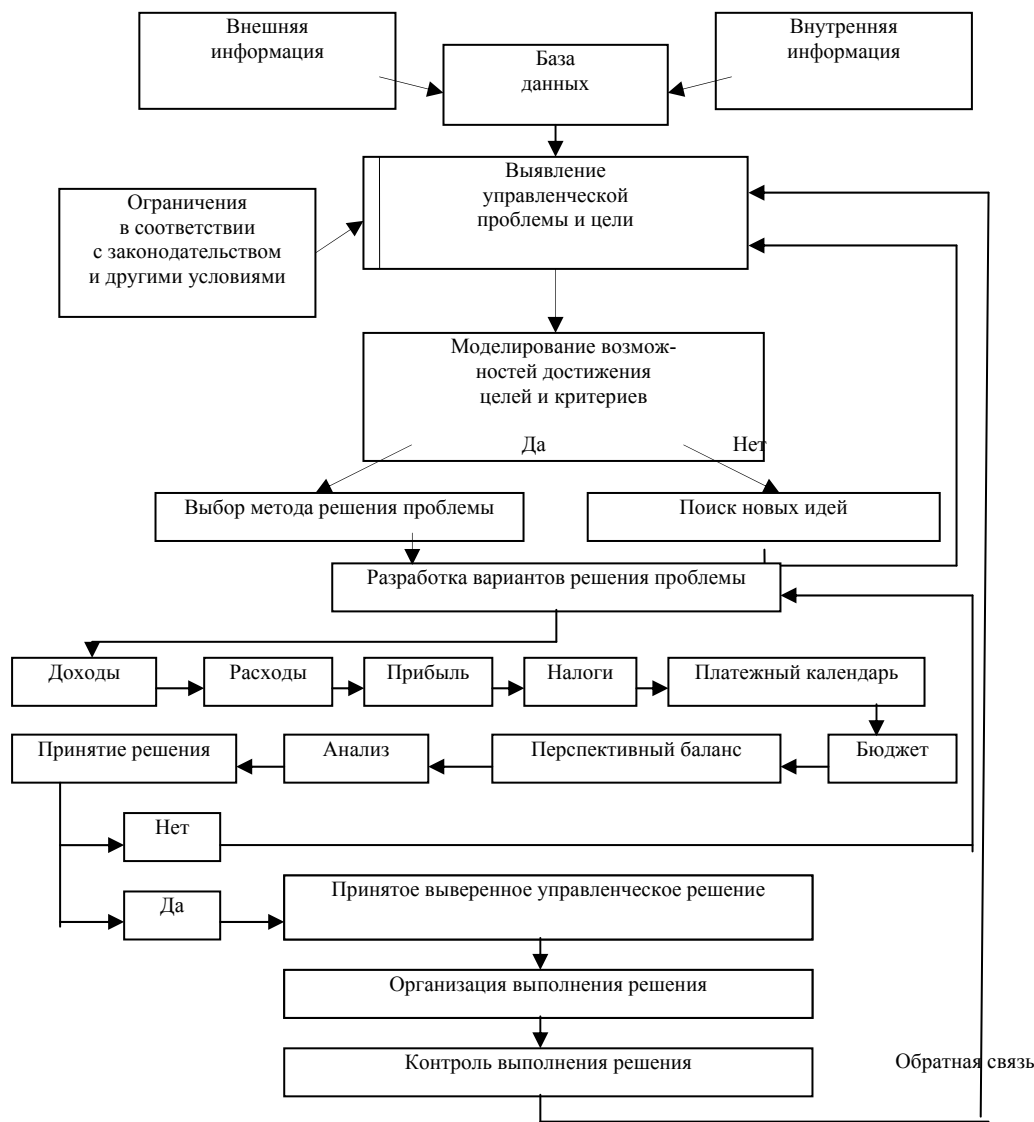 Внешняя
информация
Внутренняя
информация
База
данных
Выявление
управленческой
проблемы и цели
Ограничения
в соответствии
с законодательством
и другими условиями
Моделирование возмож-
ностей достижения
целей и критериев
Да
Нет
Выбор метода решения проблемы
Поиск новых идей
Разработка вариантов решения проблемы
Доходы
Расходы
Прибыль
Налоги
Платежный календарь
Принятие решения
Анализ
Перспективный баланс
Бюджет
Нет
Да
Принятое выверенное управленческое решение
Организация выполнения решения
Контроль выполнения решения
Обратная связь